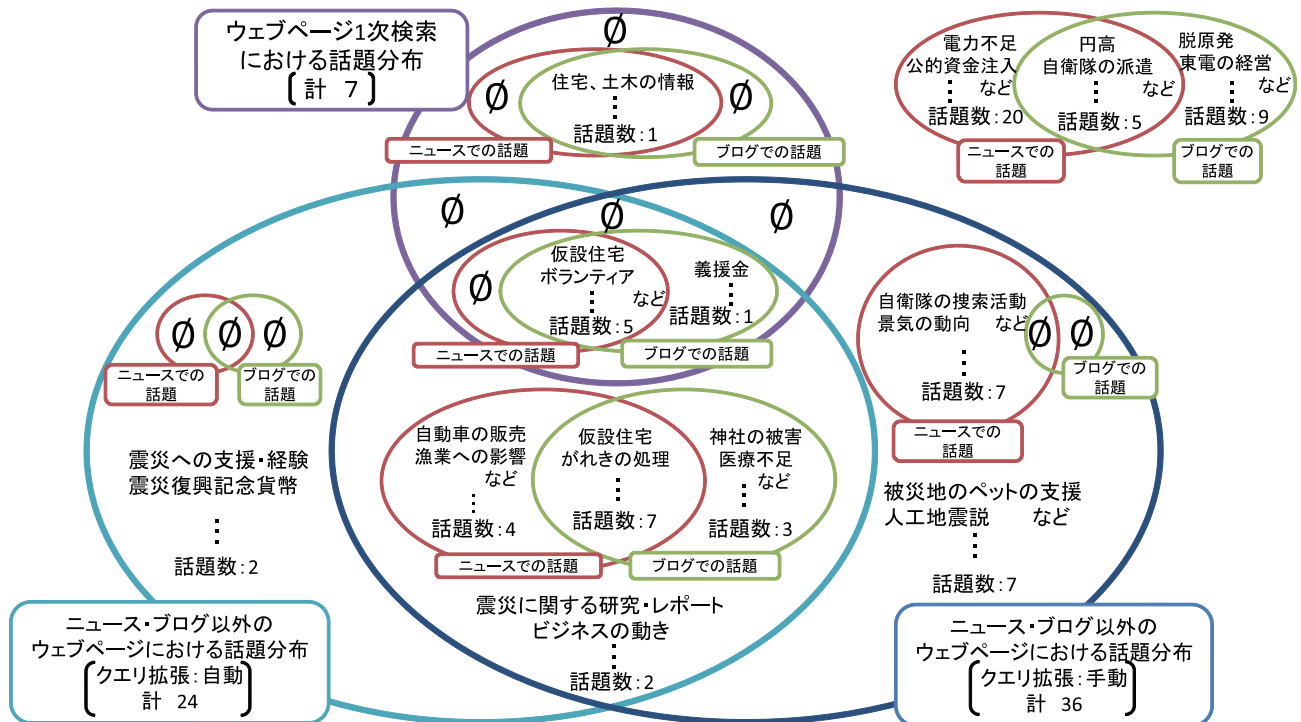 ウェブページ1次検索
における話題分布
計 7
∅
∅
住宅、土木の情報
話題数:1
∅
ニュースでの話題
ブログでの話題
電力不足
公的資金注入
など
話題数:20
円高
自衛隊の派遣
など
話題数:5
脱原発
東電の経営
など
話題数:9
ニュースでの
話題
ブログでの
話題
∅
∅
∅
∅
仮設住宅
ボランティア
など
話題数:5
義援金
話題数:1
ニュースでの話題
ブログでの話題
∅
∅
∅
ニュースでの
話題
ブログでの
話題
自衛隊の捜索活動
景気の動向 など
話題数:7
∅
∅
ブログでの
話題
ニュースでの
話題
自動車の販売
漁業への影響
など
話題数:4
仮設住宅
がれきの処理
話題数:7
神社の被害
医療不足
など
話題数:3
ニュースでの話題
ブログでの話題
震災への支援・経験
震災復興記念貨幣
話題数:2
被災地のペットの支援
人工地震説 など
話題数:7
震災に関する研究・レポート
ビジネスの動き
話題数:2
ニュース・ブログ以外の
ウェブページにおける話題分布
クエリ拡張:自動
計 24
ニュース・ブログ以外の
ウェブページにおける話題分布
クエリ拡張:手動
計 36